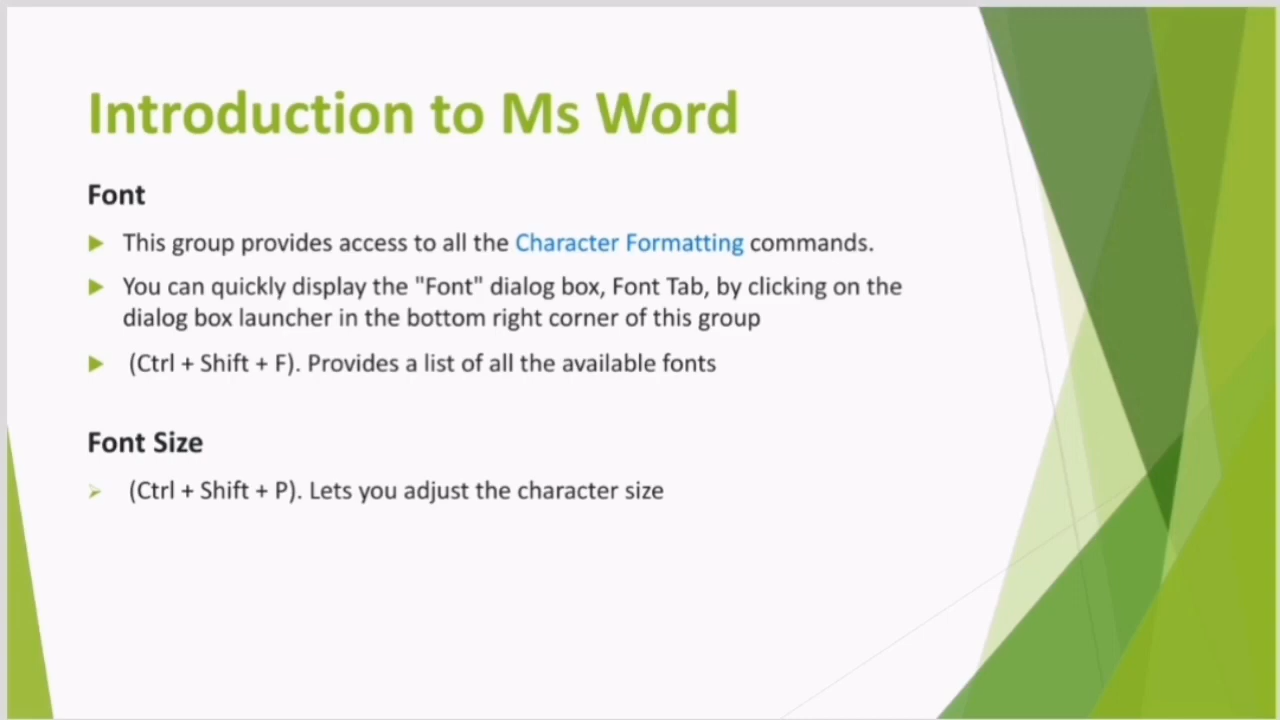 Introduction to Ms Word
Font
This group provides access to all the Character Formatting commands.
You can quickly display the "Font" dialog box, Font Tab, by clicking on the
dialog box launcher in the bottom right corner of this group
(Ctrl + Shift + F). Provides a list of all the available fonts
Font Size
(Ctrl + Shift + P). Lets you adjust the character size